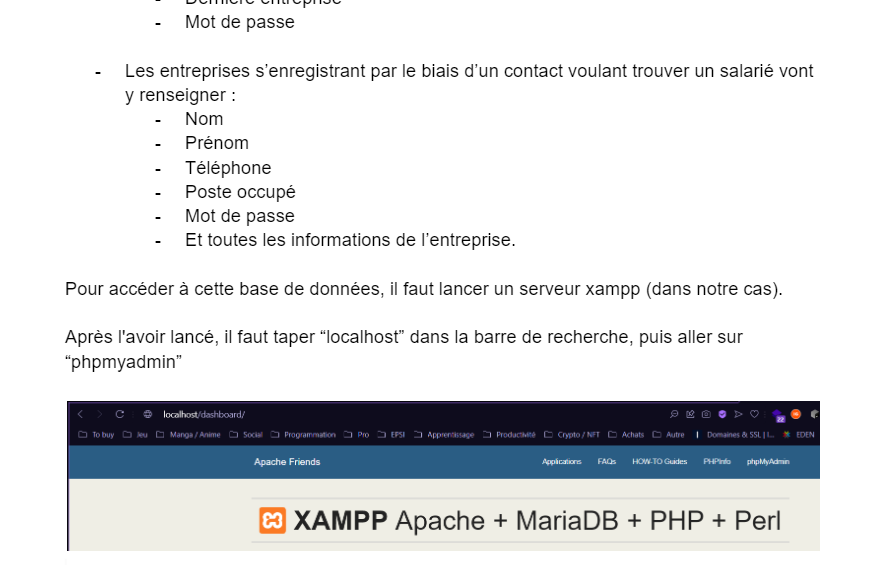 Dernière entreprise
- Mot de passe
- Les entreprises s’enregistrant par le biais d’un contact voulant trouver un salarié vont
y renseigner :
- Nom
- Prénom
- Téléphone
- Poste occupé
- Mot de passe
- Et toutes les informations de l’entreprise.
Pour accéder à cette base de données, il faut lancer un serveur xampp (dans notre cas).
Après l'avoir lancé, il faut taper “localhost” dans la barre de recherche, puis aller sur
“phpmyadmin”
localhost/dashboard/
22
To buy Jeu Manga / Anime Social Programmation Pro EPSI Apprentissage Productivité Crypto / NFT Achats Autre Domaines & SSL | I... EDEN
Apache Friends Applications FAQs HOW-TO Guides PHPInfo phpMyAdmin
XAMPP Apache + MariaDB + PHP + Perl